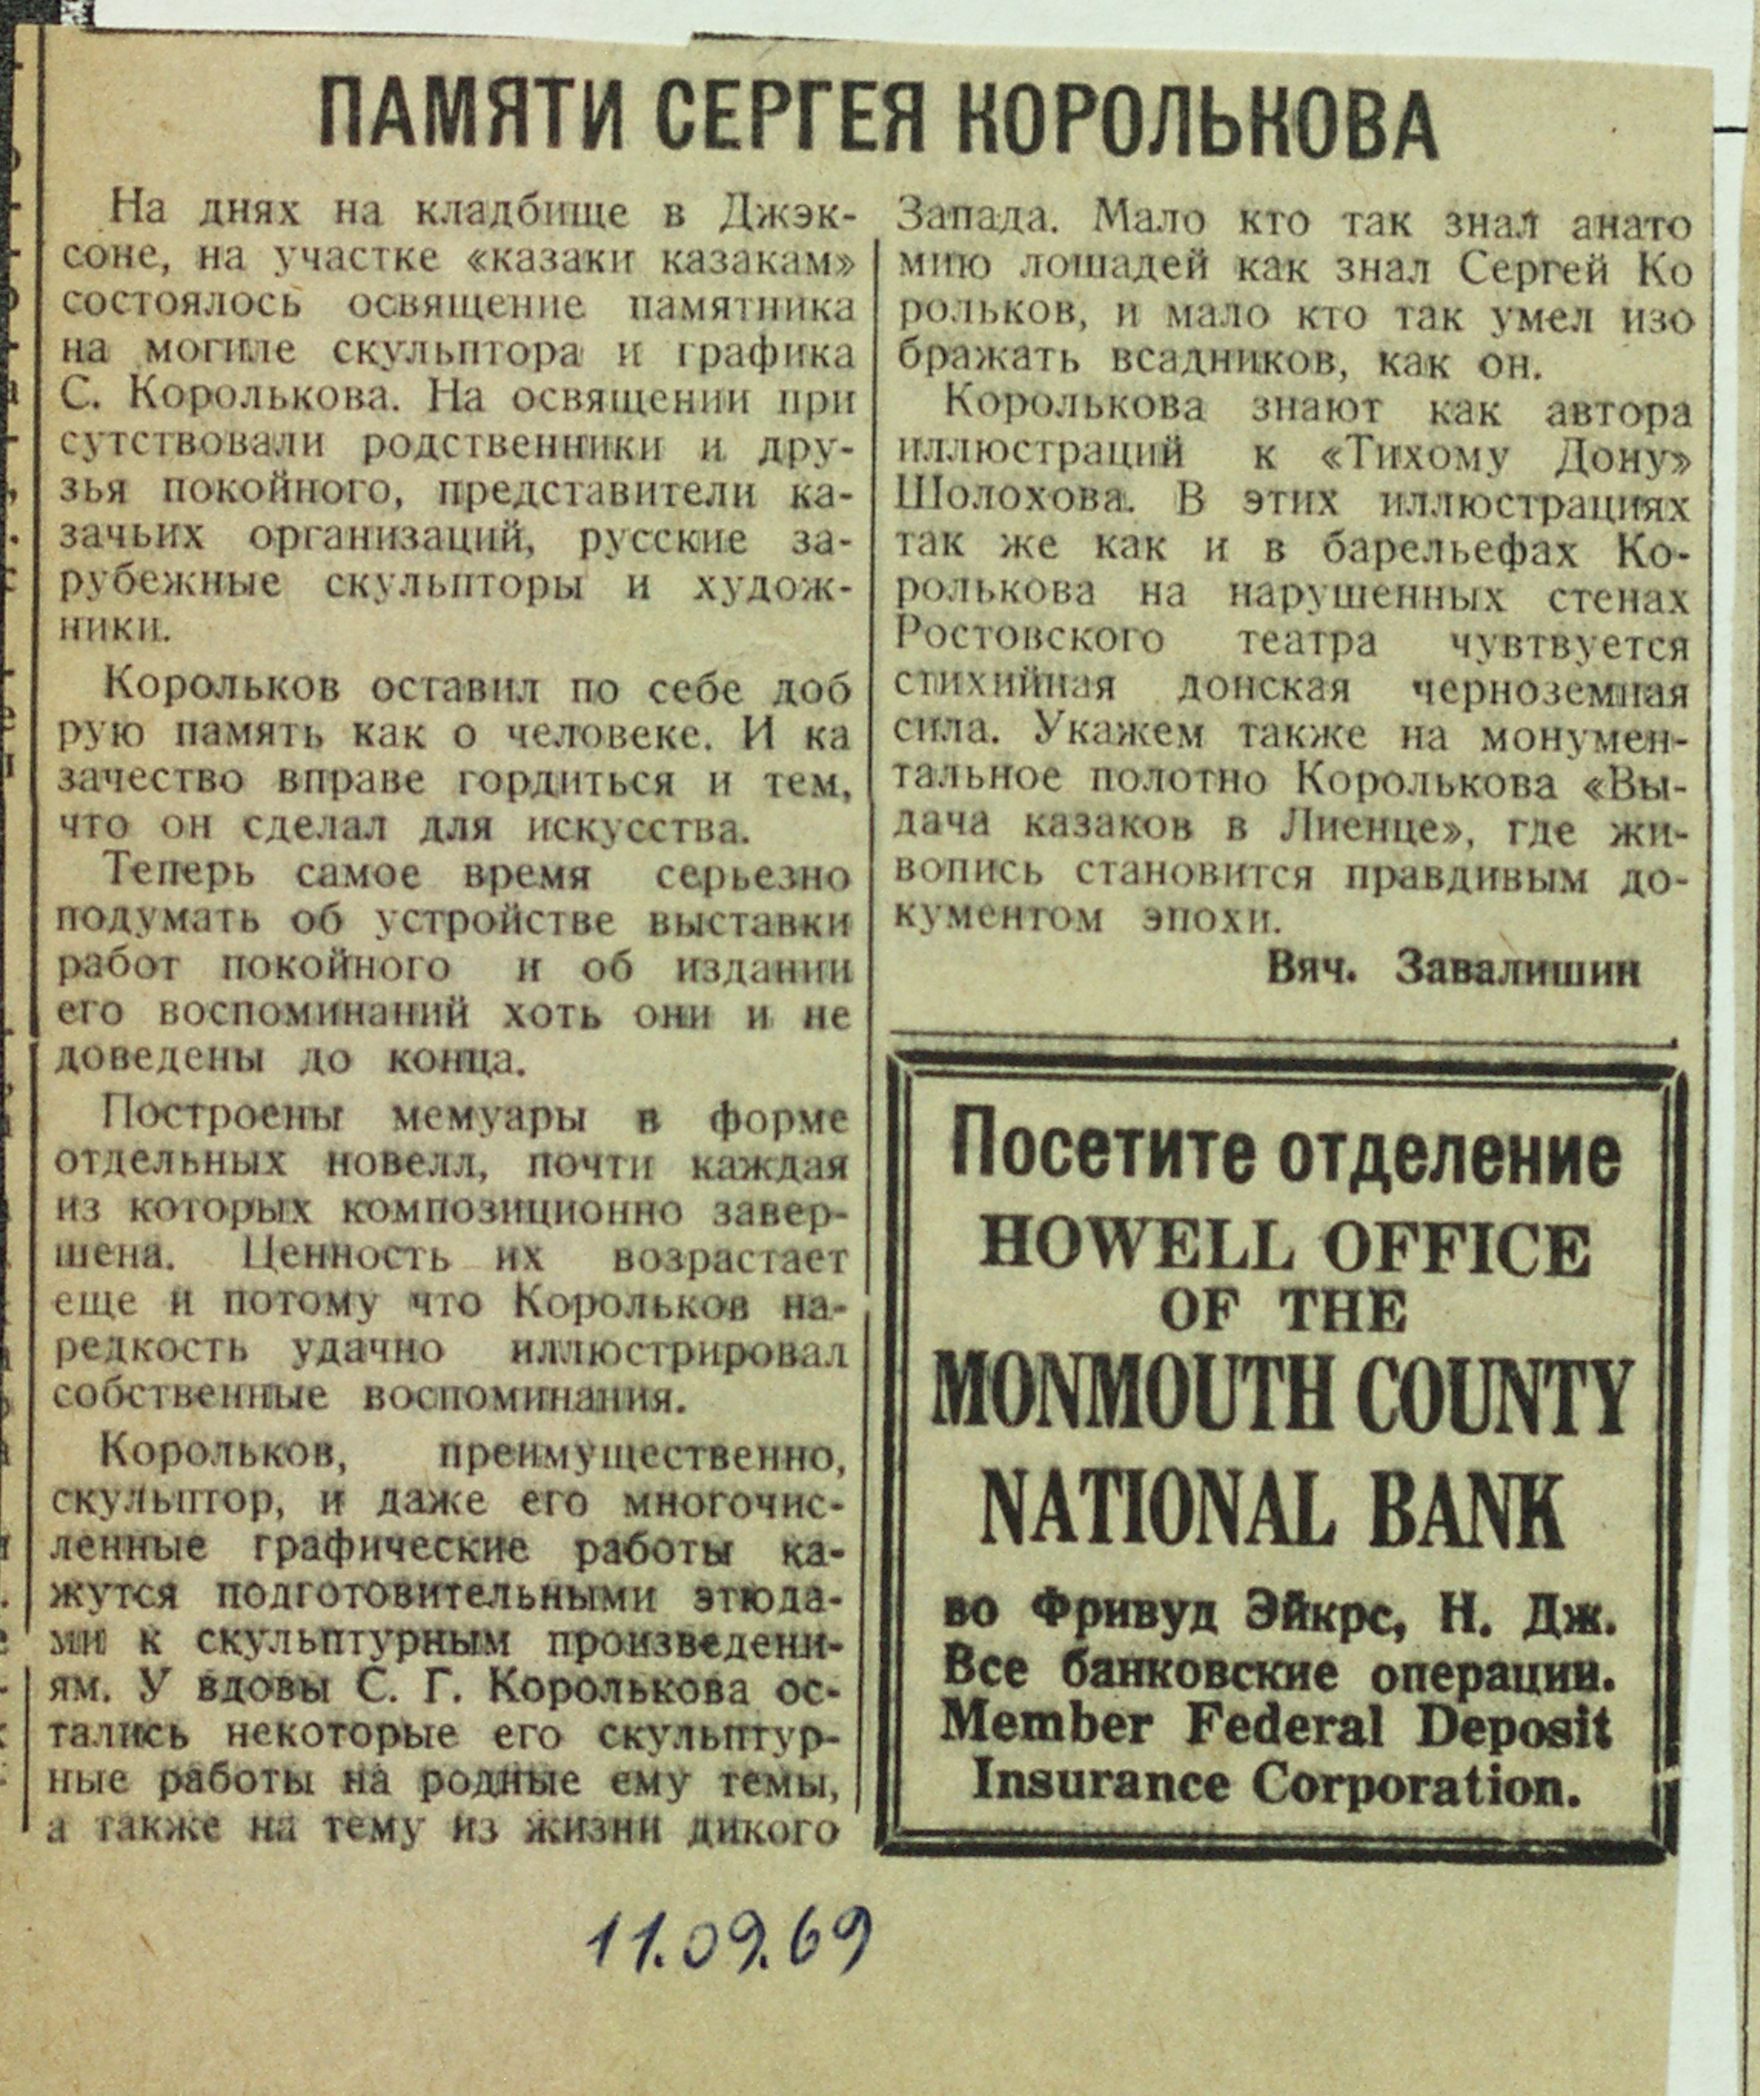 ПАМЯТИ СЕРГЕЯ КОРОЛЬКОВА
На днях на кладбище в Джэк-
соне, на участке «казаки казакам»
состоялось освящение памятника
на могиле скульптора и графика
С. Королькова. На освящении при
сутствовали родственники и дру-
зья покойного, представители ка-
зачьих организаций, русские за-
рубежные скульпторы и худож-
ники.
Корольков оставил по себе доб
рую память как о человеке. И ка
зачество вправе гордиться и тем,
что он сделал для искусства.
Теперь самое время серьезно
подумать об устройстве выставки
работ покойного и об издании
его воспоминаний хоть они и не
доведены до конца.
Построены мемуары в форме
отдельных новелл, почти каждая
из которых композиционно завер-
шена. Ценность их возрастает
еще и потому что Корольков на-
редкость удачно иллюстрировал
собственные воспоминания.
Корольков, преимущественно,
скульптор, и даже его многочис-
ленные графические работы ка-
жутся подготовительными этюда-
ми к скульптурным произведени-
ям. У вдовы С. Г. Королькова ос-
тались некоторые его скульптур-
ные работы на родные ему темы,
а также на тему из жизни дикого
Запада. Мало кто так знал анато
мию лошадей как знал Сергей Ко
рольков, и мало кто так умел изо
бражать всадников, как он.
Королькова знают как автора
иллюстраций к «Тихому Дону»
Шолохова. В этих иллюстрациях
так же как и в барельефах Ко-
ролькова на нарушенных стенах
Ростовского театра чувтвуется
стихийная донская черноземная
сила. Укажем также на монумен-
тальное полотно Королькова «Вы-
дача казаков в Лиенце», где жи-
вопись становится правдивым до-
кументом эпохи.
Вяч. Завалишин
Посетите отделение
HOWELL OFFICE
OF THE
MONMOUTH COUNTY
NATIONAL BANK
во Фривуд Эйкрс, Н. Дж.
Все банковские операции.
Member Federal Deposit
Insurance Corporation.
11.09.69